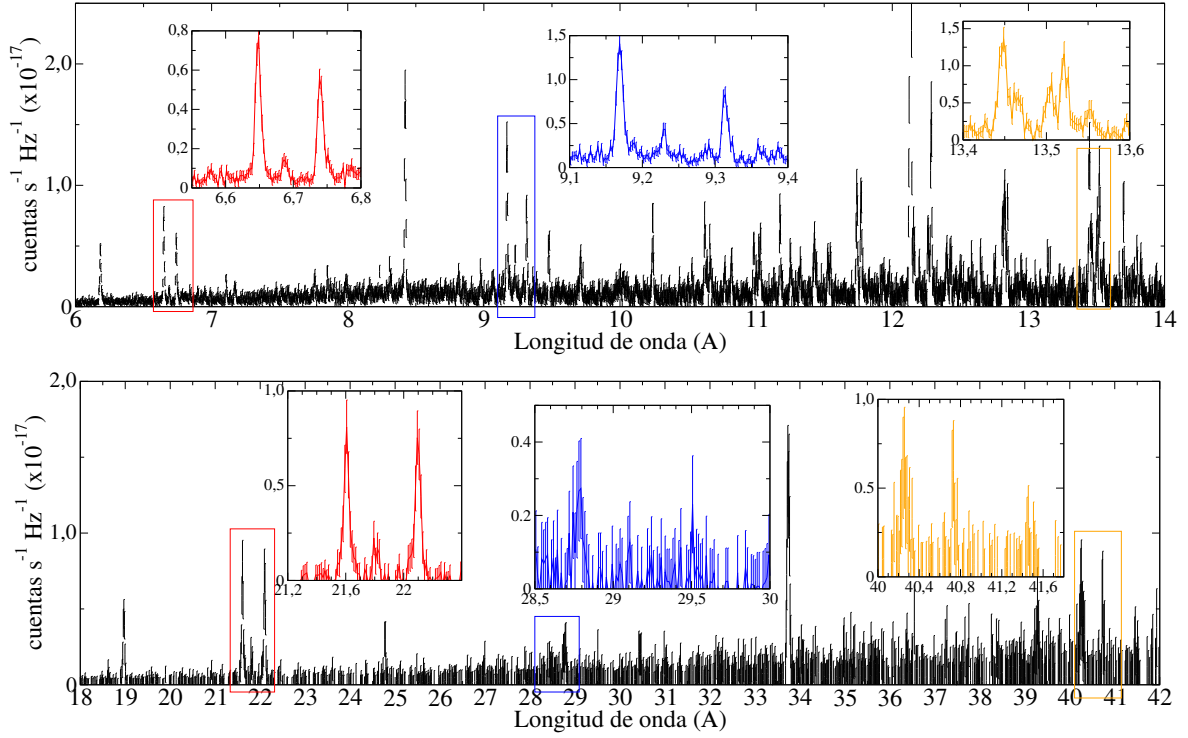 cuentas s⁻¹ Hz⁻¹ (x10⁻¹⁷)
2,0
1,0
0
0,8
0,6
0,4
0,2
0
6,6 6,7 6,8
1,5
1,0
0,5
0
9,1 9,2 9,3 9,4
1,5
1,0
0,5
0
13,4 13,5 13,6
6 7 8 9 10 11 12 13 14
Longitud de onda (A)
cuentas s⁻¹ Hz⁻¹ (x10⁻¹⁷)
2,0
1,0
0
1,0
0,5
0
21,2 21,6 22
0.4
0.2
0
28,5 29 29,5 30
1,0
0,5
0
40 40,4 40,8 41,6
18 19 20 21 22 23 24 25 26 27 28 29 30 31 32 33 34 35 36 37 38 39 40 41 42
Longitud de onda (A)